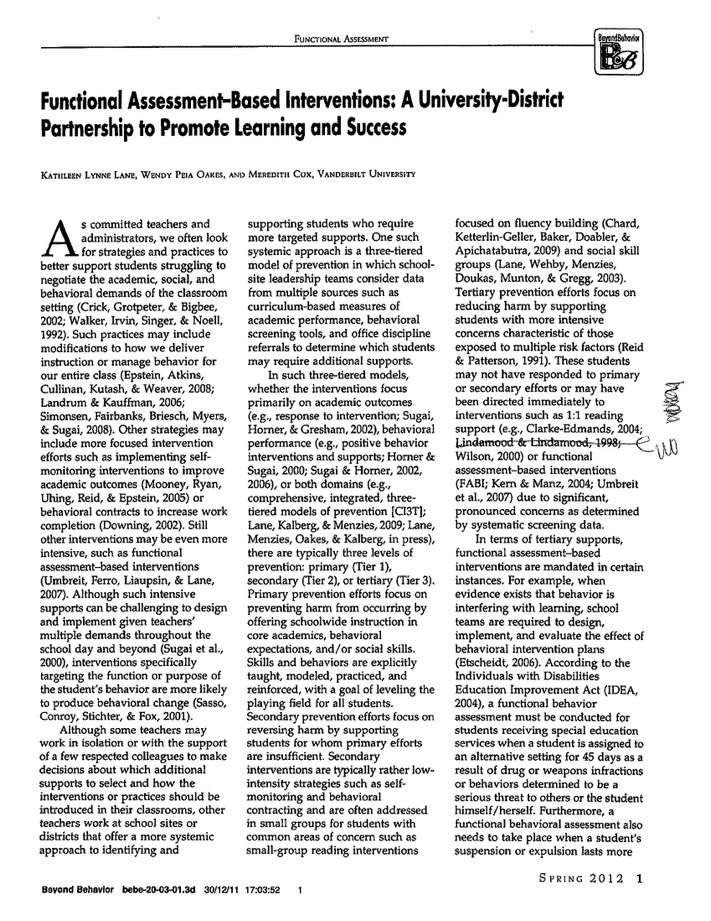 FUNCTIONAL ASSESSMENT
BeyondBehavior
Functional Assessment–Based Interventions: A University-District
Partnership to Promote Learning and Success
KATHLEEN LYNNE LANE, WENDY PEIA OAKES, AND MEREDITH COX, VANDERBILT UNIVERSITY
As committed teachers and
administrators, we often look
for strategies and practices to
better support students struggling to
negotiate the academic, social, and
behavioral demands of the classroom
setting (Crick, Grotpeter, & Bigbee,
2002; Walker, Irvin, Singer, & Noell,
1992). Such practices may include
modifications to how we deliver
instruction or manage behavior for
our entire class (Epstein, Atkins,
Cullinan, Kutash, & Weaver, 2008;
Landrum & Kauffman, 2006;
Simonsen, Fairbanks, Briesch, Myers,
& Sugai, 2008). Other strategies may
include more focused intervention
efforts such as implementing self-
monitoring interventions to improve
academic outcomes (Mooney, Ryan,
Uhing, Reid, & Epstein, 2005) or
behavioral contracts to increase work
completion (Downing, 2002). Still
other interventions may be even more
intensive, such as functional
assessment–based interventions
(Umbreit, Ferro, Liaupsin, & Lane,
2007). Although such intensive
supports can be challenging to design
and implement given teachers'
multiple demands throughout the
school day and beyond (Sugai et al.,
2000), interventions specifically
targeting the function or purpose of
the student's behavior are more likely
to produce behavioral change (Sasso,
Conroy, Stichter, & Fox, 2001).
Although some teachers may
work in isolation or with the support
of a few respected colleagues to make
decisions about which additional
supports to select and how the
interventions or practices should be
introduced in their classrooms, other
teachers work at school sites or
districts that offer a more systemic
approach to identifying and
supporting students who require
more targeted supports. One such
systemic approach is a three-tiered
model of prevention in which school-
site leadership teams consider data
from multiple sources such as
curriculum-based measures of
academic performance, behavioral
screening tools, and office discipline
referrals to determine which students
may require additional supports.
In such three-tiered models,
whether the interventions focus
primarily on academic outcomes
(e.g., response to intervention; Sugai,
Horner, & Gresham, 2002), behavioral
performance (e.g., positive behavior
interventions and supports; Horner &
Sugai, 2000; Sugai & Horner, 2002,
2006), or both domains (e.g.,
comprehensive, integrated, three-
tiered models of prevention [CI3T];
Lane, Kalberg, & Menzies, 2009; Lane,
Menzies, Oakes, & Kalberg, in press),
there are typically three levels of
prevention: primary (Tier 1),
secondary (Tier 2), or tertiary (Tier 3).
Primary prevention efforts focus on
preventing harm from occurring by
offering schoolwide instruction in
core academics, behavioral
expectations, and/or social skills.
Skills and behaviors are explicitly
taught, modeled, practiced, and
reinforced, with a goal of leveling the
playing field for all students.
Secondary prevention efforts focus on
reversing harm by supporting
students for whom primary efforts
are insufficient. Secondary
interventions are typically rather low-
intensity strategies such as self-
monitoring and behavioral
contracting and are often addressed
in small groups for students with
common areas of concern such as
small-group reading interventions
focused on fluency building (Chard,
Ketterlin-Geller, Baker, Doabler, &
Apichatabutra, 2009) and social skill
groups (Lane, Wehby, Menzies,
Doukas, Munton, & Gregg, 2003).
Tertiary prevention efforts focus on
reducing harm by supporting
students with more intensive
concerns characteristic of those
exposed to multiple risk factors (Reid
& Patterson, 1991). These students
may not have responded to primary
or secondary efforts or may have
been directed immediately to
interventions such as 1:1 reading
support (e.g., Clarke-Edmands, 2004;
Lindamood & Lindamood, 1998;
Wilson, 2000) or functional
assessment-based interventions
(FABI; Kern & Manz, 2004; Umbreit
et al., 2007) due to significant,
pronounced concerns as determined
by systematic screening data.
In terms of tertiary supports,
functional assessment–based
interventions are mandated in certain
instances. For example, when
evidence exists that behavior is
interfering with learning, school
teams are required to design,
implement, and evaluate the effect of
behavioral intervention plans
(Etscheidt, 2006). According to the
Individuals with Disabilities
Education Improvement Act (IDEA,
2004), a functional behavior
assessment must be conducted for
students receiving special education
services when a student is assigned to
an alternative setting for 45 days as a
result of drug or weapons infractions
or behaviors determined to be a
serious threat to others or the student
himself/herself. Furthermore, a
functional behavioral assessment also
needs to take place when a student's
suspension or expulsion lasts more
SPRING 2012 1
Beyond Behavior bebe-20-03-01.3d 30/12/11 17:03:52 1